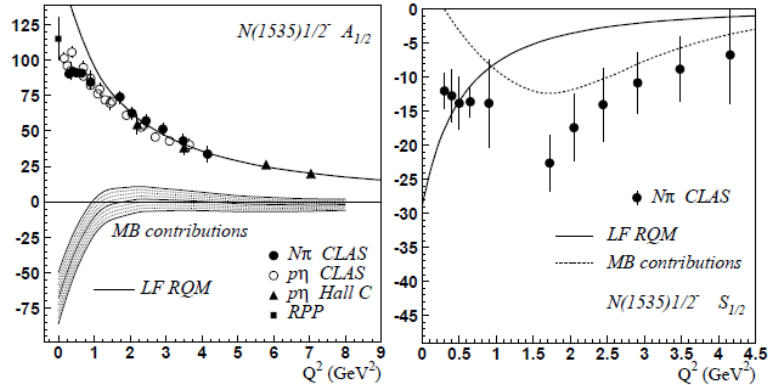 N(1535)1/2⁻ A₁/₂
125
100
75
50
25
0
-25
-50
-75
MB contributions
LF RQM
Nπ CLAS
pη CLAS
pη Hall C
RPP
0 1 2 3 4 5 6 7 8 9
Q² (GeV²)
0
-5
-10
-15
-20
-25
-30
-35
-40
-45
Nπ CLAS
LF RQM
MB contributions
N(1535)1/2⁻ S₁/₂
0 0.5 1 1.5 2 2.5 3 3.5 4 4.5
Q² (GeV²)